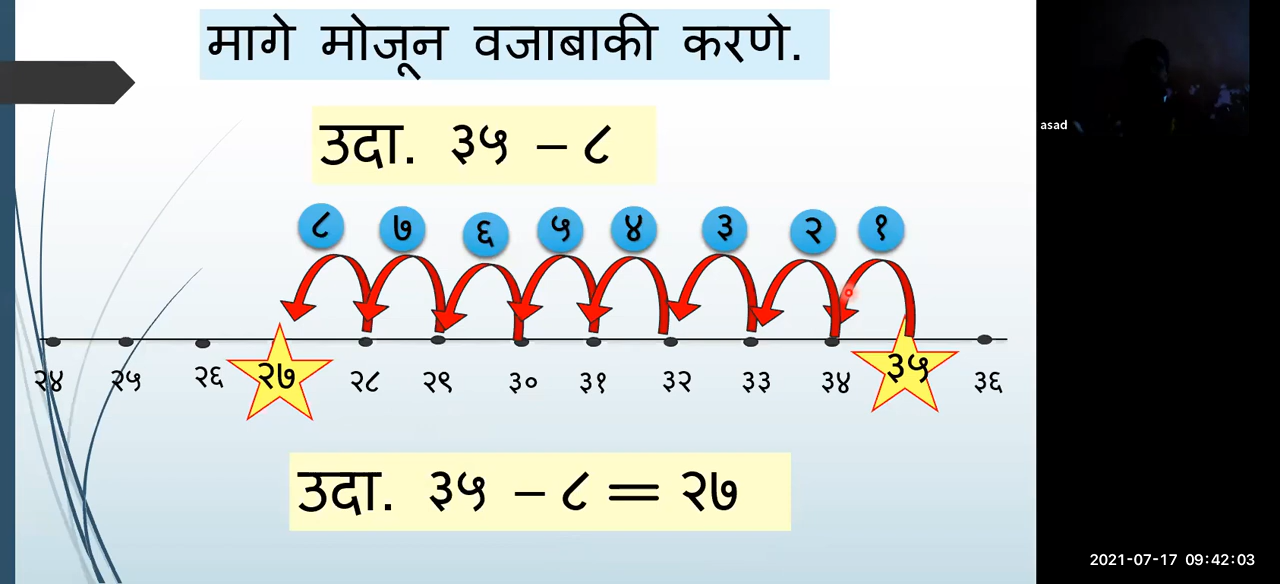 मागे मोजून वजाबाकी करणे.
उदा. ३५ – ८
asad
८ ७ ६ ५ ४ ३ २ १
२४ २५ २६ २७ २८ २९ ३० ३१ ३२ ३३ ३४ ३५ ३६
उदा. ३५ – ८ = २७
2021-07-17 09:42:03